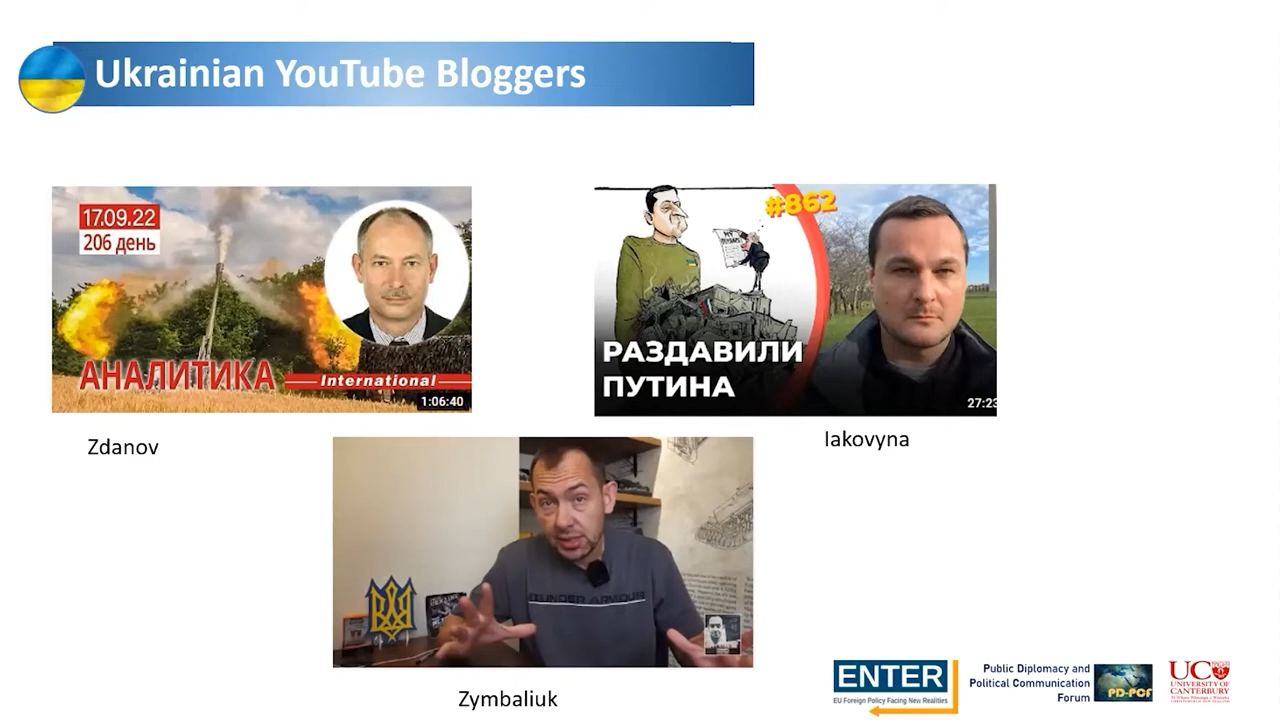 Ukrainian YouTube Bloggers
17.09.22
206 день
АНАЛИТИКА
International
1:06:40
Zdanov
#862
РАЗДАВИЛИ
ПУТИНА
27:23
Iakovyna
UNDER ARMOUR
Zymbaliuk
ENTER
EU Foreign Policy Facing New Realities
Public Diplomacy and
Political Communication
Forum
PD-PCF
UC
UNIVERSITY OF
CANTERBURY